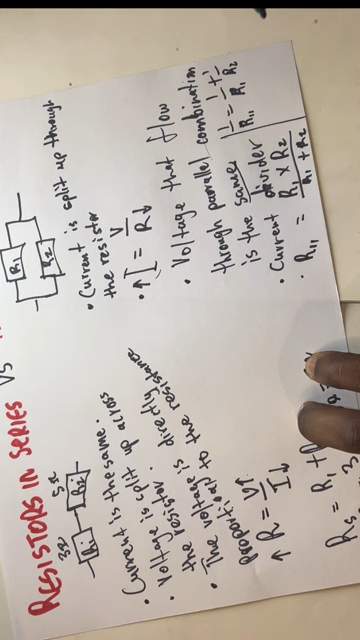 RESISTORS IN SERIES VS
3Ω 5Ω
R₁ R₂
• Current is the same.
• Voltage is split up across
the resistor.
• The voltage is directly
proportional to the resistance
↑ R = V↑
I↓
Rs = R₁ +
R₁
R₂
• Current is split up through
the resistor
• ↑ I = V
R↓
• Voltage that flow
through parallel combination
is the same
1/R₁₁ = 1/R₁ + 1/R₂
• Current divider
• R₁₁ = R₁ × R₂
R₁ + R₂